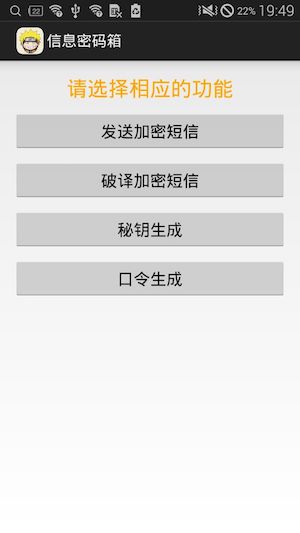 22
22% 19:49
信息密码箱
请选择相应的功能
发送加密短信
破译加密短信
秘钥生成
口令生成